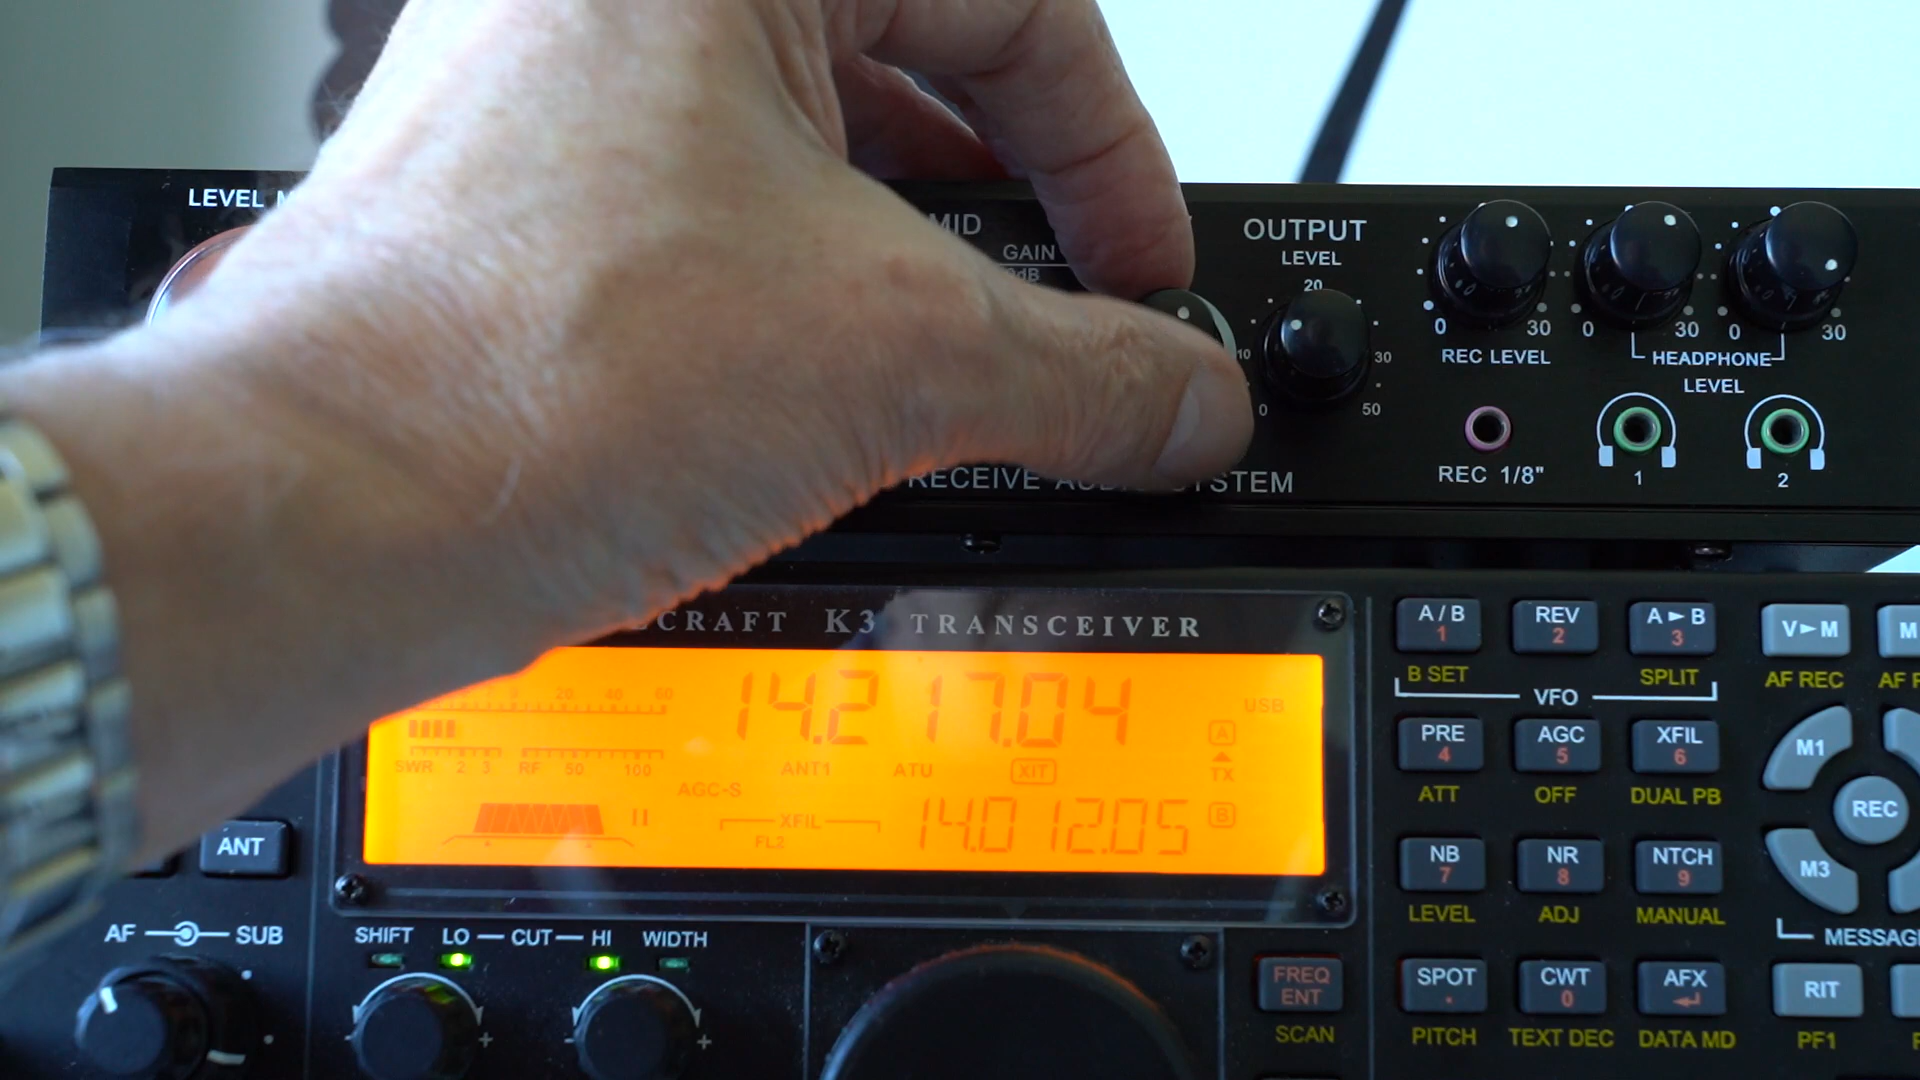 LEVEL
MID
GAIN
OUTPUT
LEVEL
20
10
30
0
50
0 30
REC LEVEL
0 30
0 30
HEADPHONE
LEVEL
REC 1/8"
1
2
RECEIVE SYSTEM
K3 TRANSCEIVER
20 40 60
14.217.04
USB
A
TX
SWR 2 3 RF 50 100
ANT1
ATU
XIT
AGC-S
XFIL
FL2
14.012.05
B
ANT
AF
SUB
SHIFT
LO
CUT
HI
WIDTH
A / B
1
REV
2
A►B
3
V►M
B SET
SPLIT
AF REC
VFO
PRE
4
AGC
5
XFIL
6
M1
ATT
OFF
DUAL PB
REC
NB
7
NR
8
NTCH
9
M3
LEVEL
ADJ
MANUAL
FREQ
ENT
SPOT
.
CWT
0
AFX
RIT
SCAN
PITCH
TEXT DEC
DATA MD
PF1